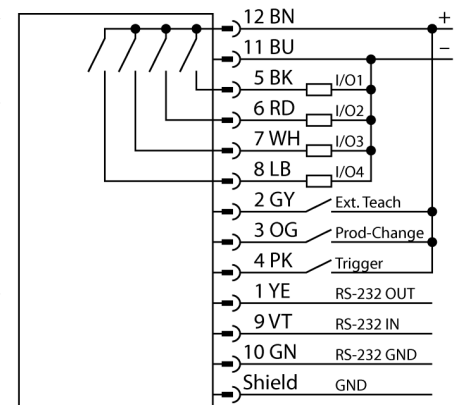 12 BN +
11 BU −
5 BK I/O1
6 RD I/O2
7 WH I/O3
8 LB I/O4
2 GY Ext. Teach
3 OG Prod-Change
4 PK Trigger
1 YE RS-232 OUT
9 VT RS-232 IN
10 GN RS-232 GND
Shield GND